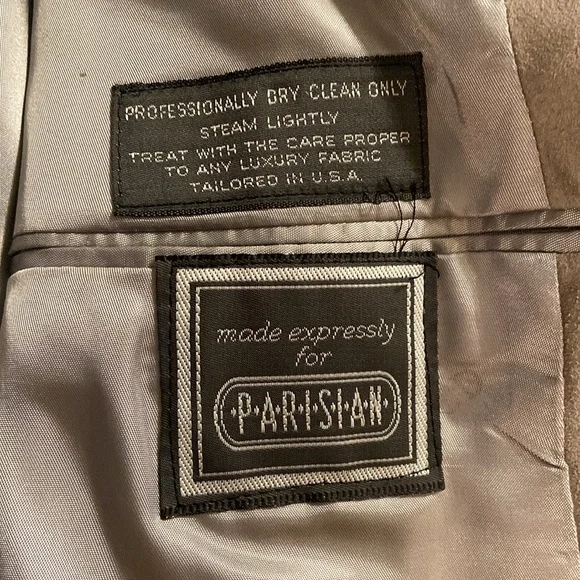 PROFESSIONALLY DRY CLEAN ONLY
STEAM LIGHTLY
TREAT WITH THE CARE PROPER
TO ANY LUXURY FABRIC
TAILORED IN U.S.A.
made expressly
for
P·A·R·I·S·I·A·N